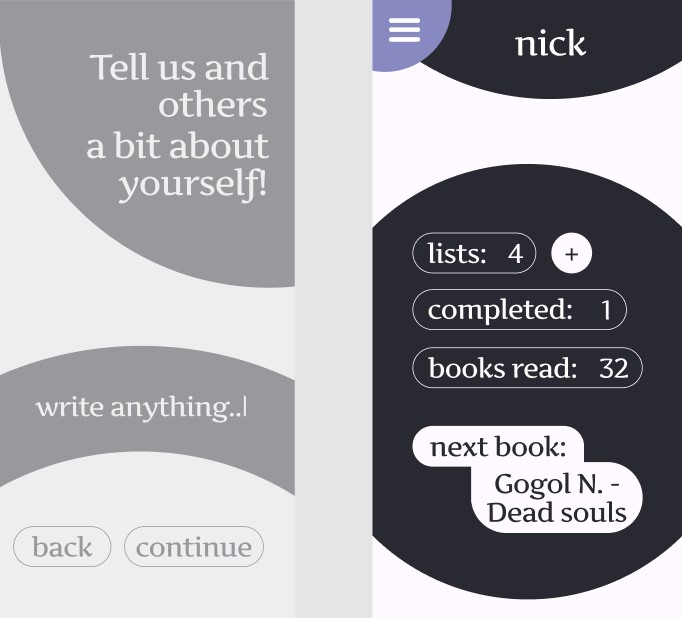 Tell us and
others
a bit about
yourself!
write anything..|
back continue
nick
lists: 4 +
completed: 1
books read: 32
next book:
Gogol N. -
Dead souls